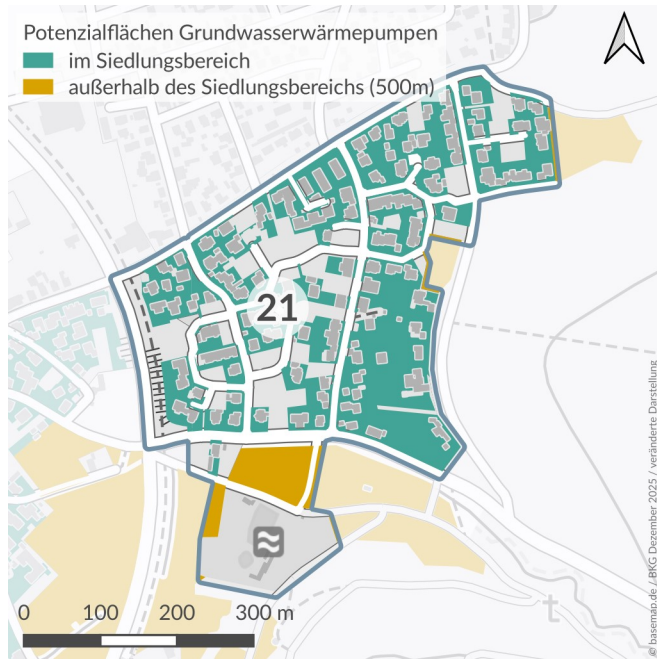 Potenzialflächen Grundwasserwärmepumpen
im Siedlungsbereich
außerhalb des Siedlungsbereichs (500m)
21
0 100 200 300 m
© basemap.de / BKG Dezember 2025 / veränderte Darstellung